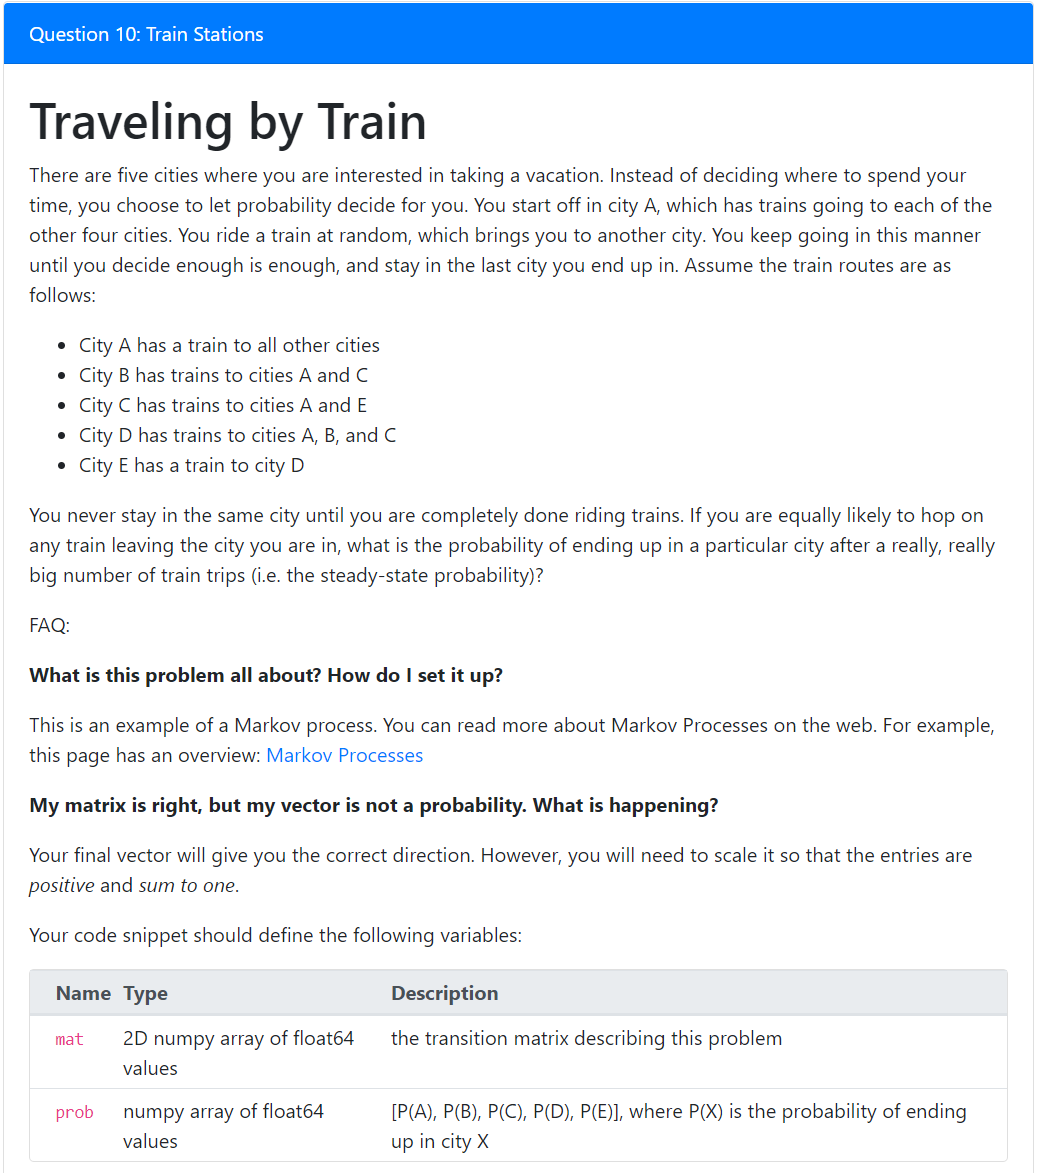 Question 10: Train Stations
Traveling by Train
There are five cities where you are interested in taking a vacation. Instead of deciding where to spend your
time, you choose to let probability decide for you. You start off in city A, which has trains going to each of the
other four cities. You ride a train at random, which brings you to another city. You keep going in this manner
until you decide enough is enough, and stay in the last city you end up in. Assume the train routes are as
follows:
• City A has a train to all other cities
• City B has trains to cities A and C
• City C has trains to cities A and E
• City D has trains to cities A, B, and C
• City E has a train to city D
You never stay in the same city until you are completely done riding trains. If you are equally likely to hop on
any train leaving the city you are in, what is the probability of ending up in a particular city after a really, really
big number of train trips (i.e. the steady-state probability)?
FAQ:
What is this problem all about? How do I set it up?
This is an example of a Markov process. You can read more about Markov Processes on the web. For example,
this page has an overview: Markov Processes
My matrix is right, but my vector is not a probability. What is happening?
Your final vector will give you the correct direction. However, you will need to scale it so that the entries are
positive and sum to one.
Your code snippet should define the following variables:
Name Type Description
mat 2D numpy array of float64 the transition matrix describing this problem
values
prob numpy array of float64 [P(A), P(B), P(C), P(D), P(E)], where P(X) is the probability of ending
values up in city X